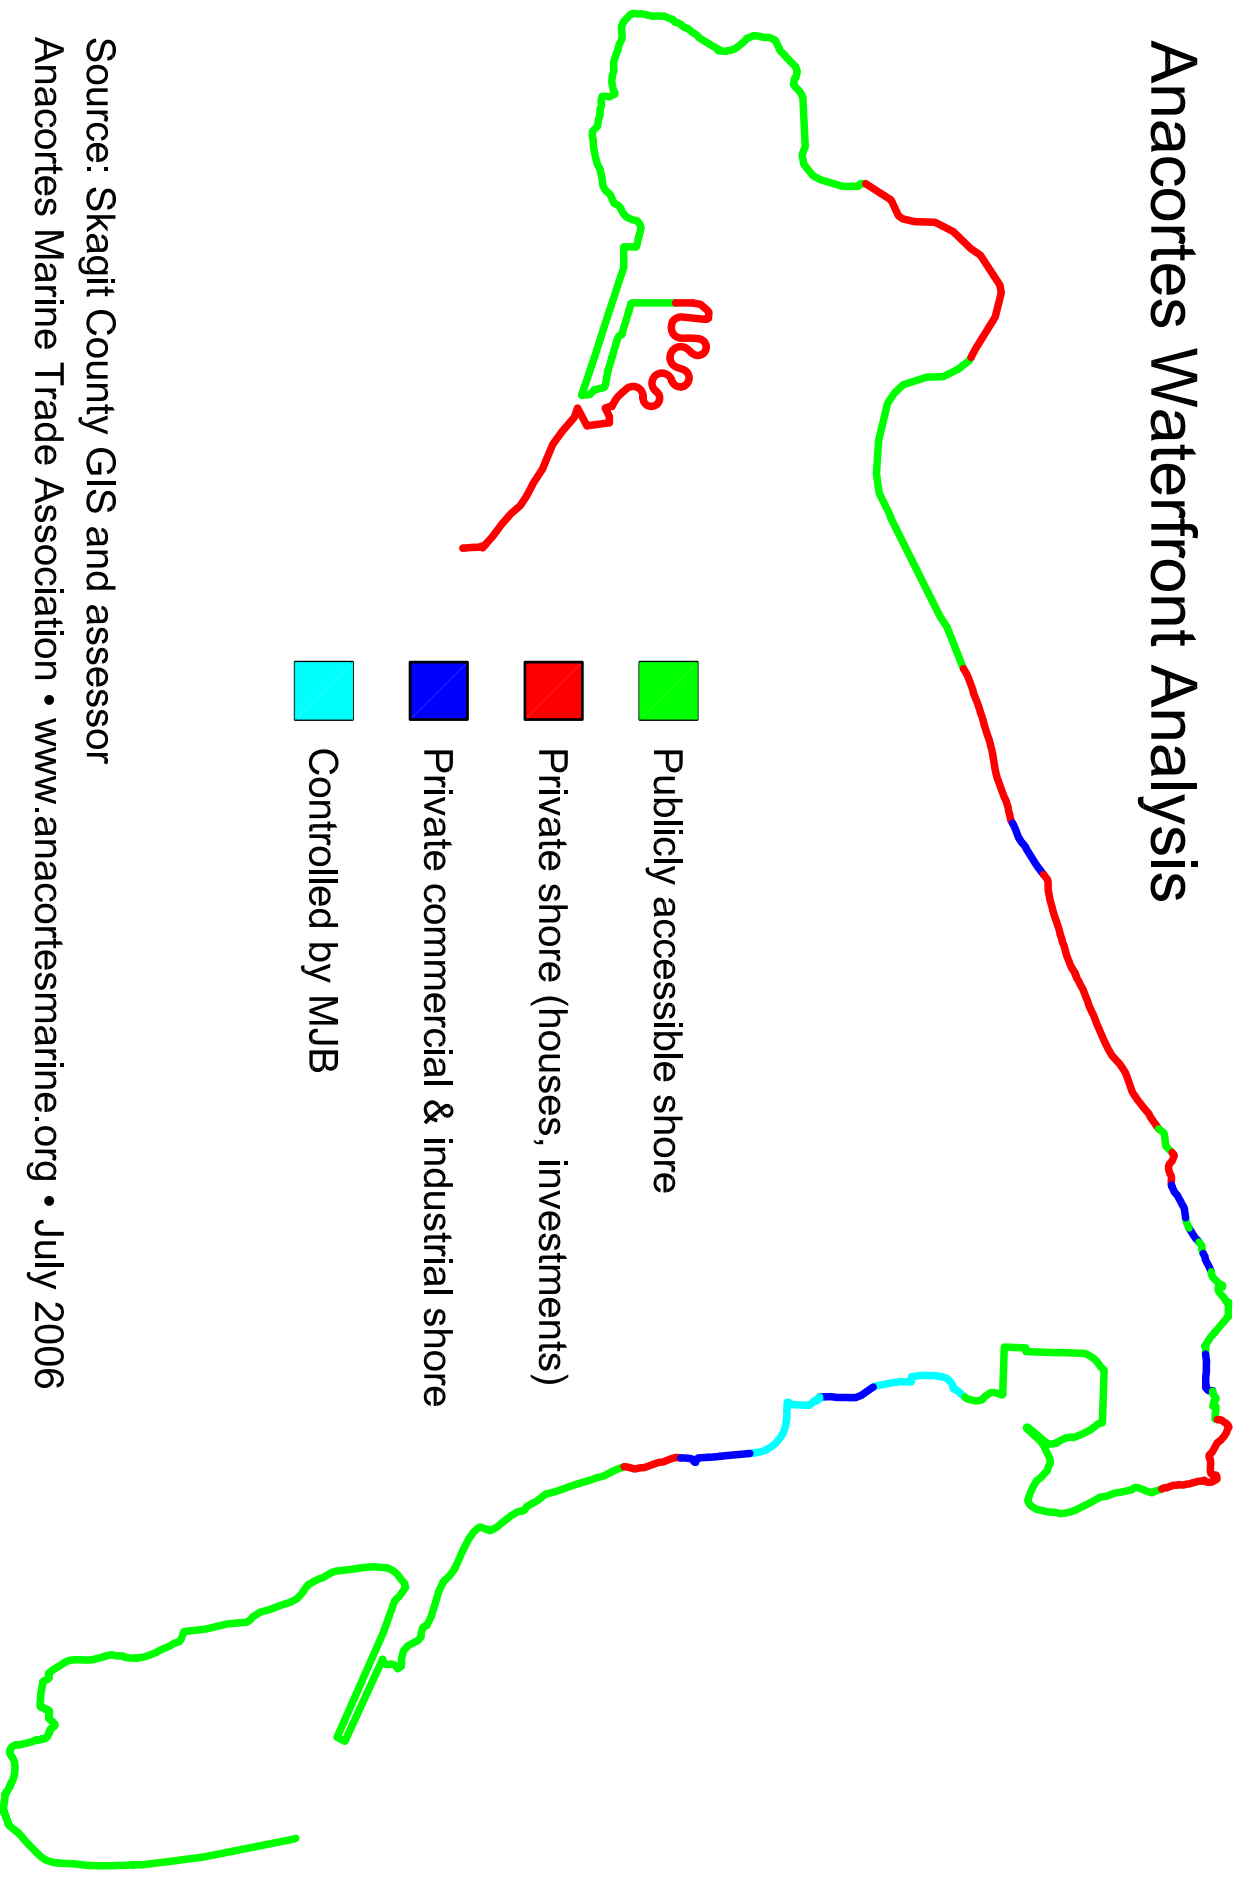 Anacortes Waterfront Analysis
Publicly accessible shore
Private shore (houses, investments)
Private commercial & industrial shore
Controlled by MJB
Source: Skagit County GIS and assessor
Anacortes Marine Trade Association • www.anacortesmarine.org • July 2006